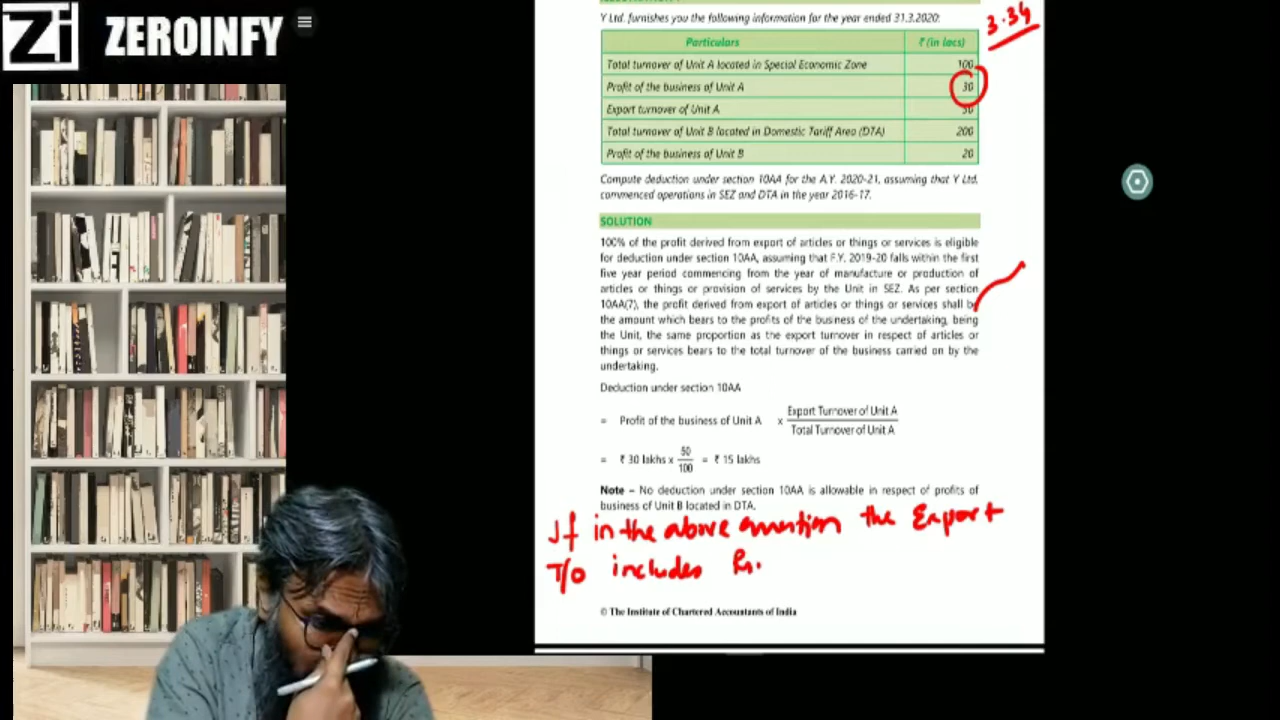 Zi ZEROINFY
Y Ltd. furnishes you the following information for the year ended 31.3.2020:
3.34
Particulars ₹ (in lacs)
Total turnover of Unit A located in Special Economic Zone 100
Profit of the business of Unit A 30
Export turnover of Unit A 50
Total turnover of Unit B located in Domestic Tariff Area (DTA) 200
Profit of the business of Unit B 20
Compute deduction under section 10AA for the A.Y. 2020-21, assuming that Y Ltd.
commenced operations in SEZ and DTA in the year 2016-17.
SOLUTION
100% of the profit derived from export of articles or things or services is eligible
for deduction under section 10AA, assuming that F.Y. 2019-20 falls within the first
five year period commencing from the year of manufacture or production of
articles or things or provision of services by the Unit in SEZ. As per section
10AA(7), the profit derived from export of articles or things or services shall be
the amount which bears to the profits of the business of the undertaking, being
the Unit, the same proportion as the export turnover in respect of articles or
things or services bears to the total turnover of the business carried on by the
undertaking.
Deduction under section 10AA
= Profit of the business of Unit A x Export Turnover of Unit A
Total Turnover of Unit A
= ₹ 30 lakhs x 50/100 = ₹ 15 lakhs
Note – No deduction under section 10AA is allowable in respect of profits of
business of Unit B located in DTA.
If in the above question the Export
T/O includes Rs.
© The Institute of Chartered Accountants of India